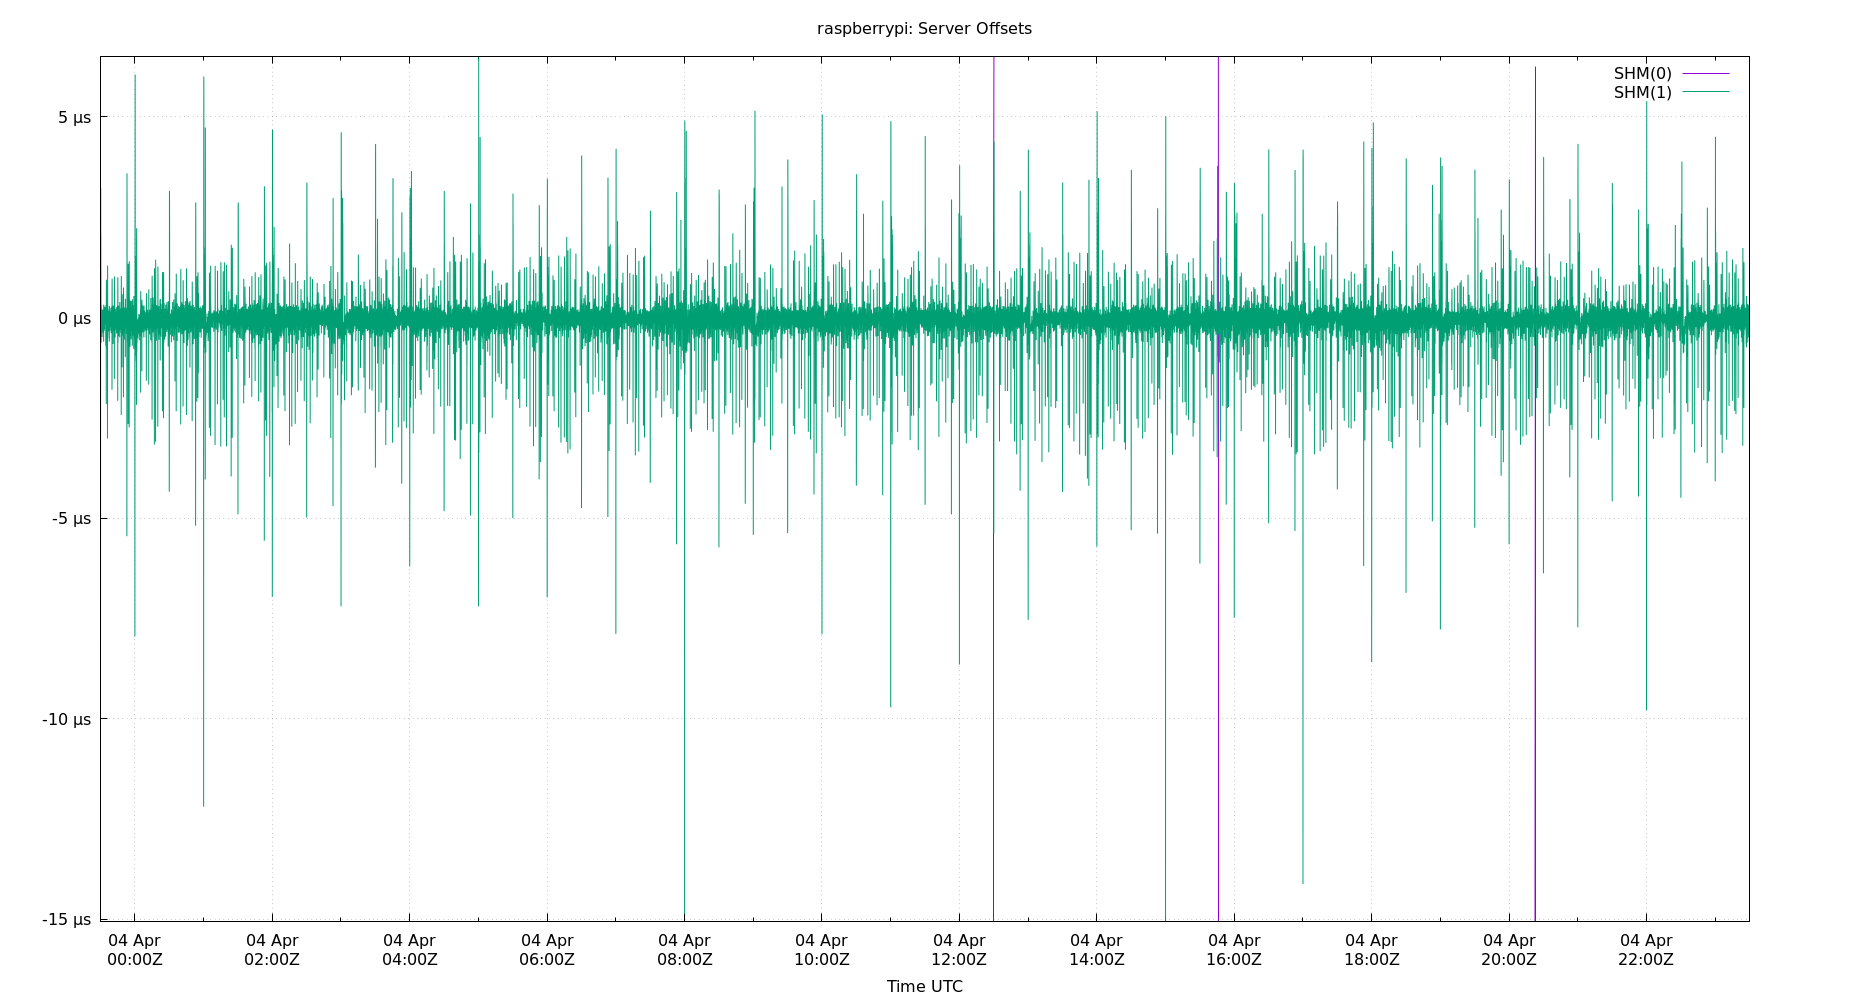 raspberrypi: Server Offsets
SHM(0)
SHM(1)
5 µs
0 µs
-5 µs
-10 µs
-15 µs
04 Apr 04 Apr 04 Apr 04 Apr 04 Apr 04 Apr 04 Apr 04 Apr 04 Apr 04 Apr 04 Apr 04 Apr
00:00Z 02:00Z 04:00Z 06:00Z 08:00Z 10:00Z 12:00Z 14:00Z 16:00Z 18:00Z 20:00Z 22:00Z
Time UTC